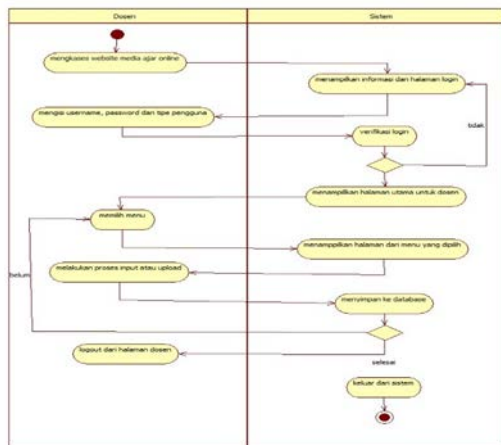 Dosen
Sistem
mengkases website media ajar online
menampilkan informasi dan halaman login
mengisi username, password dan tipe pengguna
verifikasi login
tidak
menampilkan halaman utama untuk dosen
memilih menu
menamppilkan halaman dari menu yang dipilih
belum
melakukan proses input atau upload
menyimpan ke database
logout dari halaman dosen
selesai
keluar dari sistem